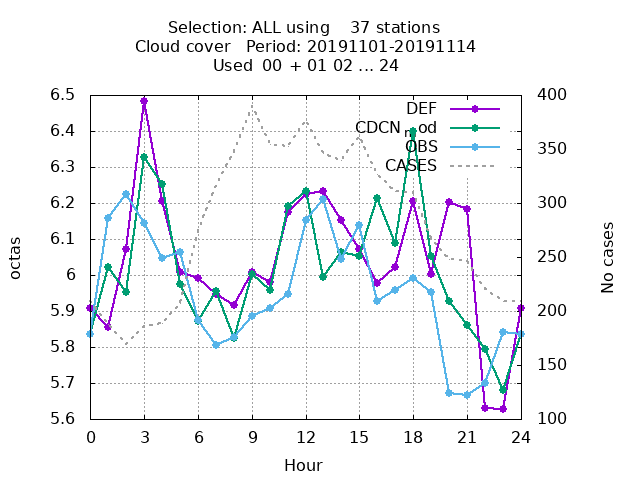 Selection: ALL using 37 stations
Cloud cover Period: 20191101-20191114
Used 00 + 01 02 ... 24
6.5
6.4
6.3
6.2
6.1
6
5.9
5.8
5.7
5.6
octas
400
350
300
250
200
150
100
No cases
DEF
CDCN_mod
OBS
CASES
0 3 6 9 12 15 18 21 24
Hour